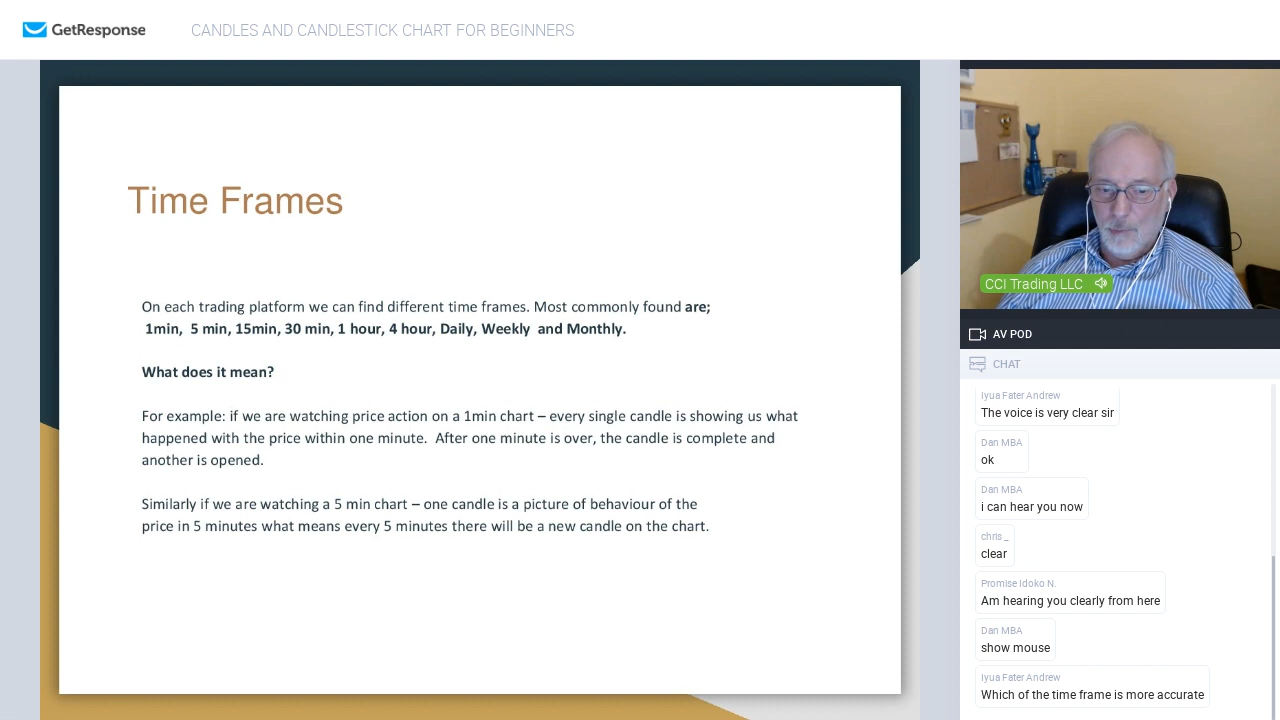 GetResponse
CANDLES AND CANDLESTICK CHART FOR BEGINNERS
Time Frames
On each trading platform we can find different time frames. Most commonly found are;
1min, 5 min, 15min, 30 min, 1 hour, 4 hour, Daily, Weekly and Monthly.
What does it mean?
For example: if we are watching price action on a 1min chart – every single candle is showing us what
happened with the price within one minute. After one minute is over, the candle is complete and
another is opened.
Similarly if we are watching a 5 min chart – one candle is a picture of behaviour of the
price in 5 minutes what means every 5 minutes there will be a new candle on the chart.
CCI Trading LLC
AV POD
CHAT
Iyua Fater Andrew
The voice is very clear sir
Dan MBA
ok
Dan MBA
i can hear you now
chris _
clear
Promise Idoko N.
Am hearing you clearly from here
Dan MBA
show mouse
Iyua Fater Andrew
Which of the time frame is more accurate